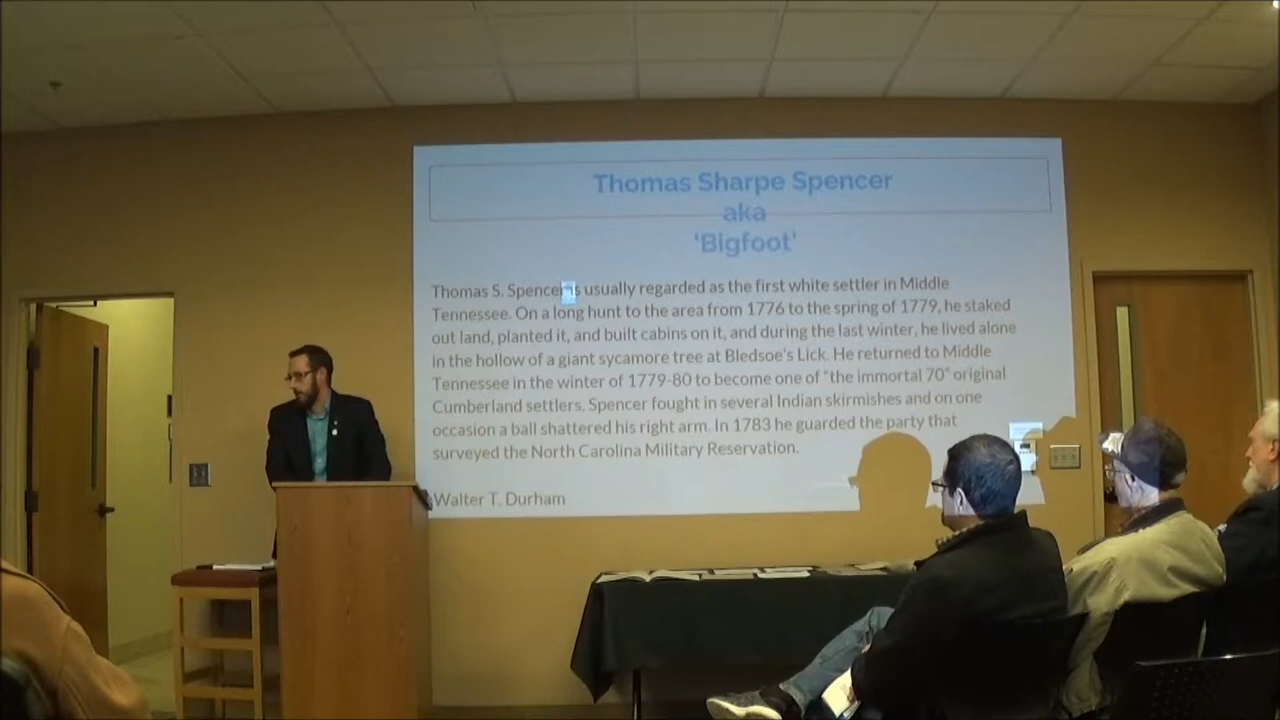 Thomas Sharpe Spencer
aka
'Bigfoot'
Thomas S. Spencer is usually regarded as the first white settler in Middle
Tennessee. On a long hunt to the area from 1776 to the spring of 1779, he staked
out land, planted it, and built cabins on it, and during the last winter, he lived alone
in the hollow of a giant sycamore tree at Bledsoe's Lick. He returned to Middle
Tennessee in the winter of 1779-80 to become one of "the immortal 70" original
Cumberland settlers, Spencer fought in several Indian skirmishes and on one
occasion a ball shattered his right arm. In 1783 he guarded the party that
surveyed the North Carolina Military Reservation.
-Walter T. Durham